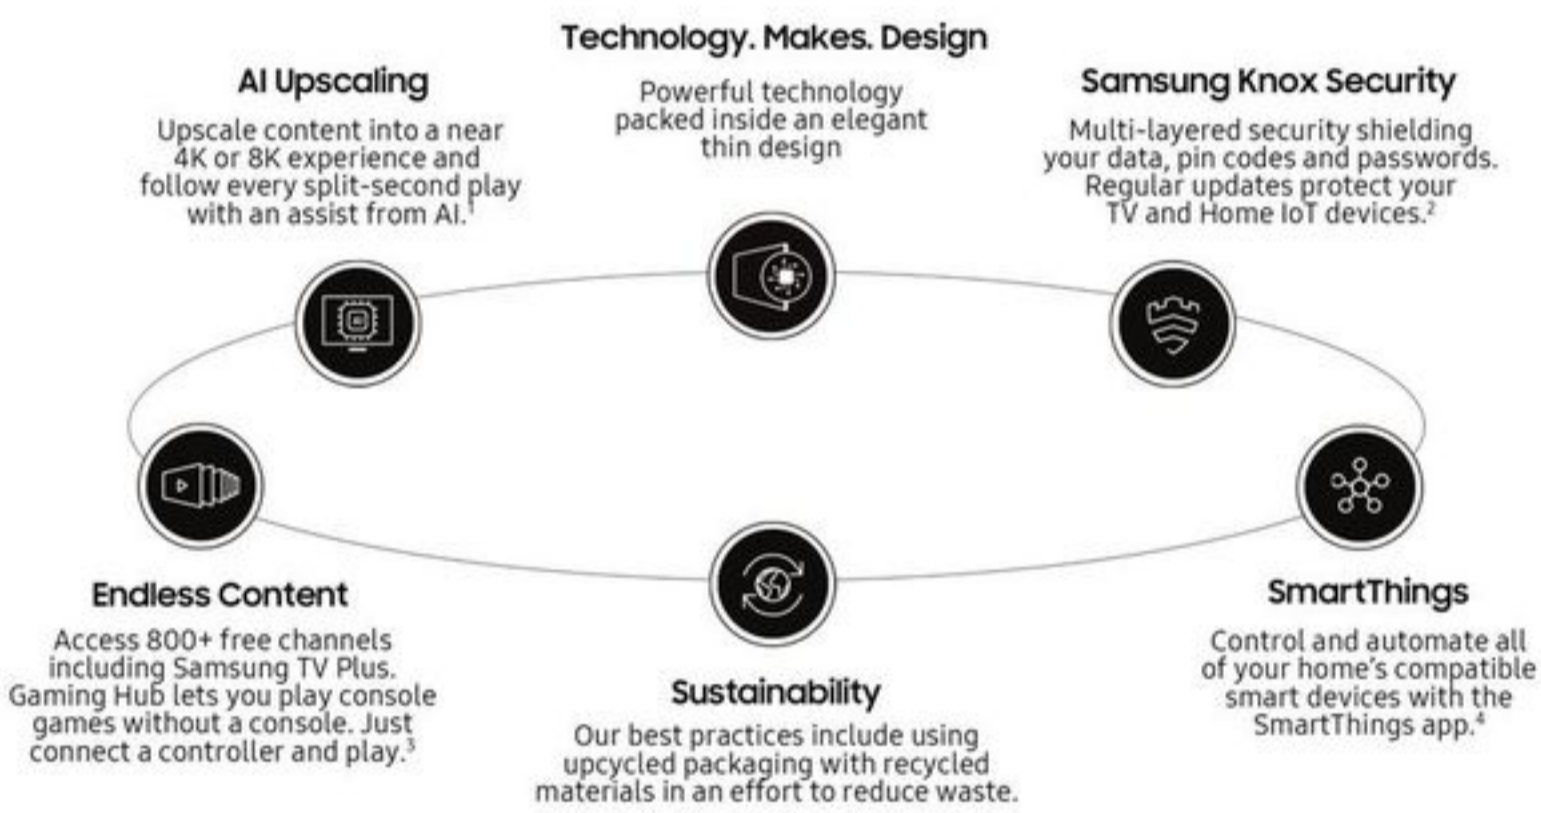 Technology. Makes. Design
Powerful technology
packed inside an elegant
thin design
AI Upscaling
Upscale content into a near
4K or 8K experience and
follow every split-second play
with an assist from AI.¹
Samsung Knox Security
Multi-layered security shielding
your data, pin codes and passwords.
Regular updates protect your
TV and Home IoT devices.²
AI
Endless Content
Access 800+ free channels
including Samsung TV Plus.
Gaming Hub lets you play console
games without a console. Just
connect a controller and play.³
Sustainability
Our best practices include using
upcycled packaging with recycled
materials in an effort to reduce waste.
SmartThings
Control and automate all
of your home's compatible
smart devices with the
SmartThings app.⁴